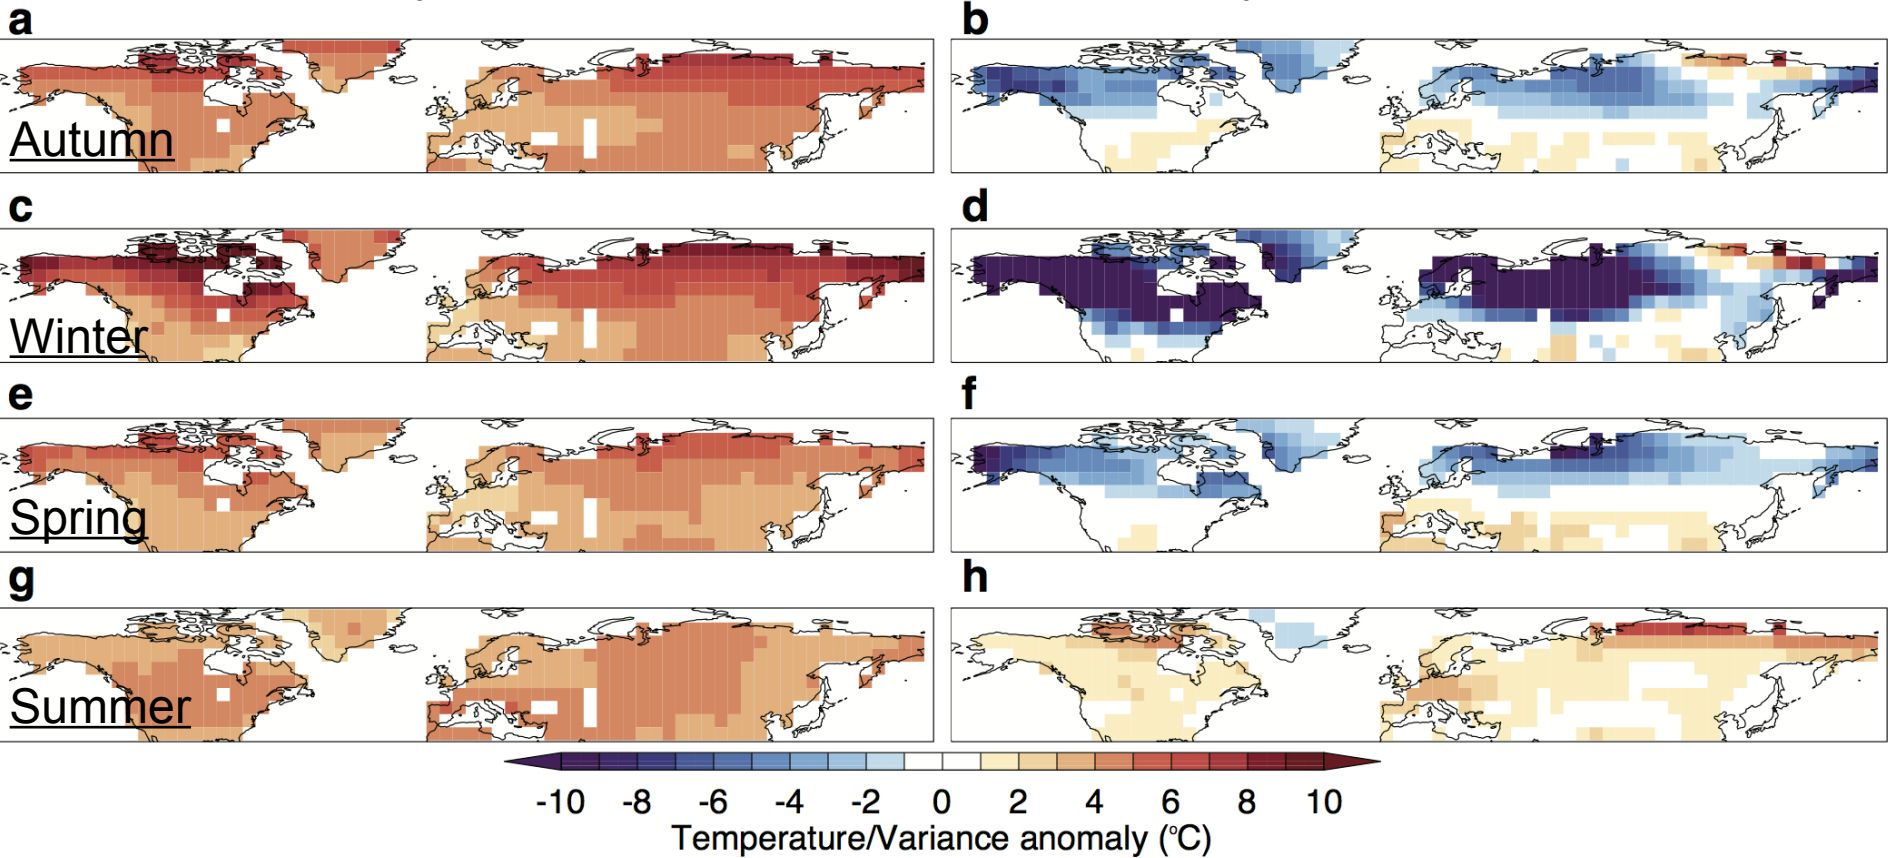 a
b
Autumn
c
d
Winter
e
f
Spring
g
h
Summer
-10 -8 -6 -4 -2 0 2 4 6 8 10
Temperature/Variance anomaly (°C)